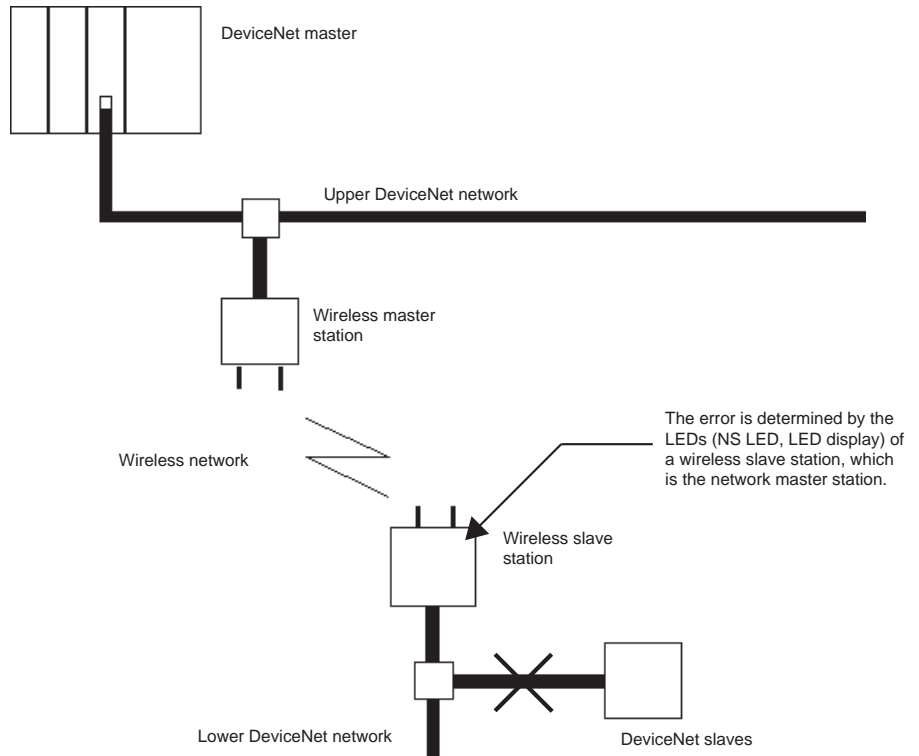 DeviceNet master
Upper DeviceNet network
Wireless master
station
The error is determined by the
LEDs (NS LED, LED display) of
a wireless slave station, which
is the network master station.
Wireless network
Wireless slave
station
Lower DeviceNet network
DeviceNet slaves